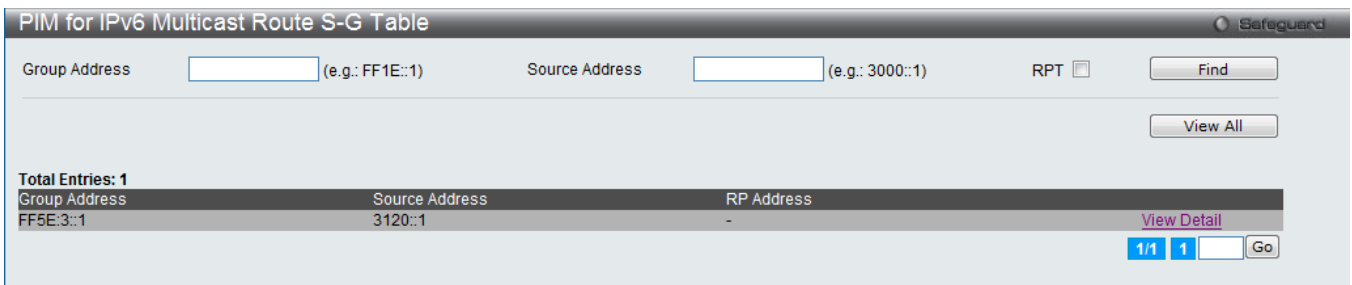 PIM for IPv6 Multicast Route S-G Table
Safeguard
Group Address (e.g.: FF1E::1) Source Address (e.g.: 3000::1) RPT Find
View All
Total Entries: 1
Group Address Source Address RP Address
FF5E:3::1 3120::1 - View Detail
1/1 1 Go